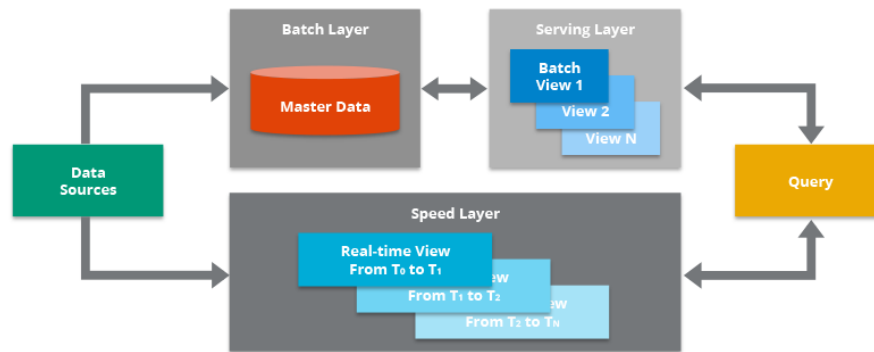 Batch Layer
Master Data
Serving Layer
Batch
View 1
View 2
View N
Data
Sources
Query
Speed Layer
Real-time View
From T₀ to T₁
From T₁ to T₂
From T₂ to Tₙ